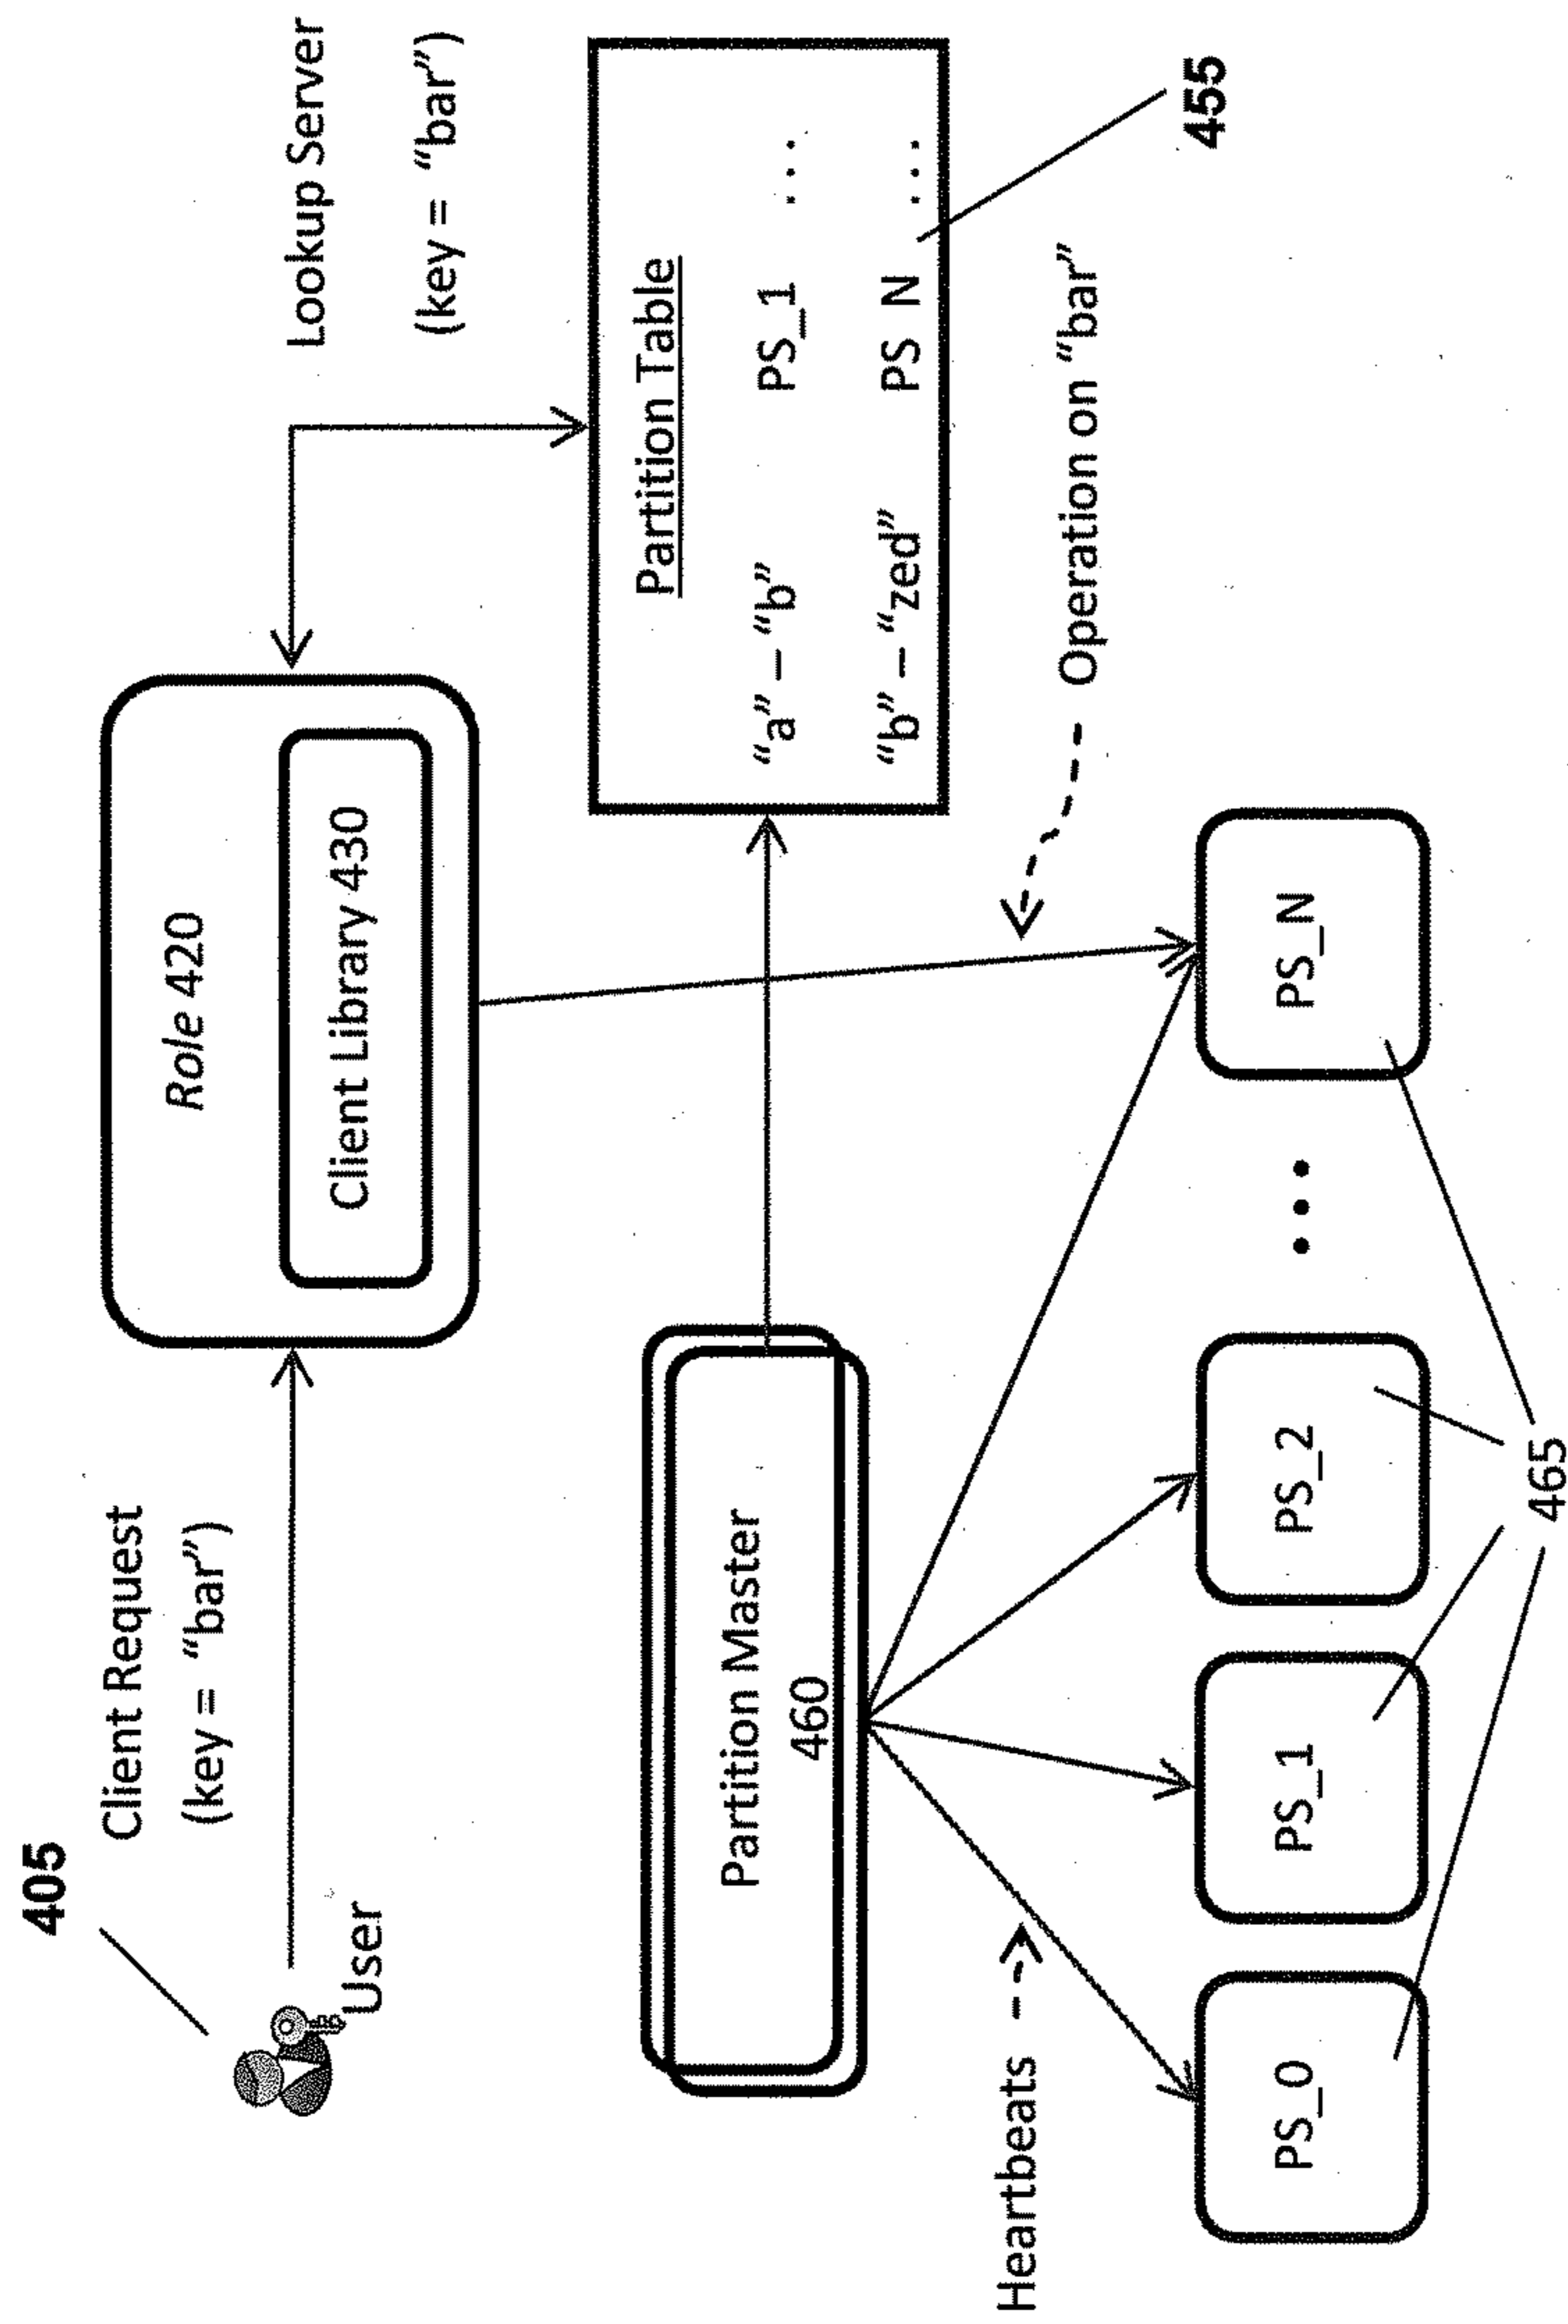 405
Client Request
(key = “bar”)
User
Role 420
Client Library 430
Lookup Server
(key = “bar”)
Partition Master
460
Partition Table
“a” – “b” PS_1 ...
“b” – “zed” PS N ...
455
Heartbeats
Operation on “bar”
PS_0
PS_1
PS_2
...
PS_N
465